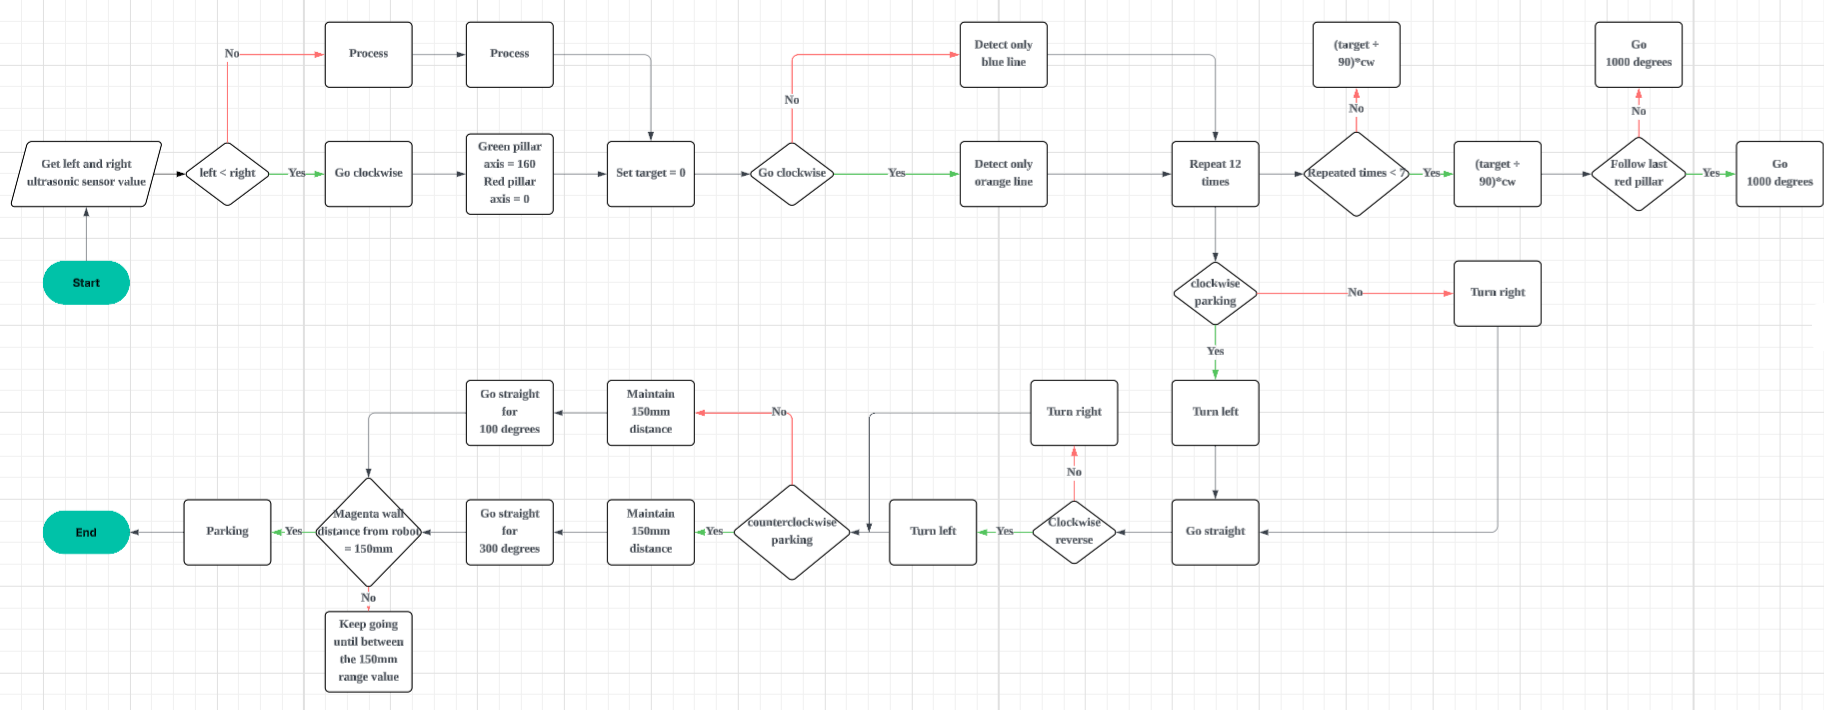 No
Process
Process
Detect only
blue line
(target +
90)*cw
Go
1000 degrees
No
No
No
Get left and right
ultrasonic sensor value
left < right
Yes
Go clockwise
Green pillar
axis = 160
Red pillar
axis = 0
Set target = 0
Go clockwise
Yes
Detect only
orange line
Repeat 12
times
Repeated times < 7
Yes
(target +
90)*cw
Follow last
red pillar
Yes
Go
1000 degrees
Start
clockwise
parking
No
Turn right
Yes
Go straight
for
100 degrees
Maintain
150mm
distance
No
Turn right
Turn left
No
End
Parking
Yes
Magenta wall
distance from robot
= 150mm
Go straight
for
300 degrees
Maintain
150mm
distance
Yes
counterclockwise
parking
Turn left
Yes
Clockwise
reverse
Go straight
No
Keep going
until between
the 150mm
range value